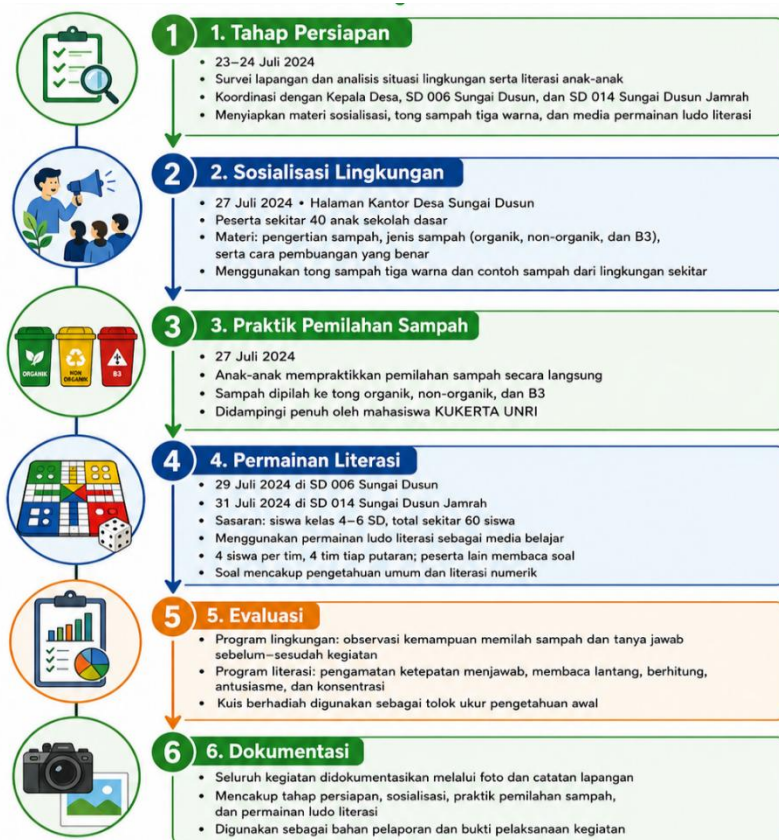 1
1. Tahap Persiapan
• 23–24 Juli 2024
• Survei lapangan dan analisis situasi lingkungan serta literasi anak-anak
• Koordinasi dengan Kepala Desa, SD 006 Sungai Dusun, dan SD 014 Sungai Dusun Jamrah
• Menyiapkan materi sosialisasi, tong sampah tiga warna, dan media permainan ludo literasi
2
2. Sosialisasi Lingkungan
• 27 Juli 2024 • Halaman Kantor Desa Sungai Dusun
• Peserta sekitar 40 anak sekolah dasar
• Materi: pengertian sampah, jenis sampah (organik, non-organik, dan B3),
serta cara pembuangan yang benar
• Menggunakan tong sampah tiga warna dan contoh sampah dari lingkungan sekitar
ORGANIK
NON ORGANIK
B3
3
3. Praktik Pemilahan Sampah
• 27 Juli 2024
• Anak-anak mempraktikkan pemilahan sampah secara langsung
• Sampah dipilah ke tong organik, non-organik, dan B3
• Didampingi penuh oleh mahasiswa KUKERTA UNRI
4
4. Permainan Literasi
• 29 Juli 2024 di SD 006 Sungai Dusun
• 31 Juli 2024 di SD 014 Sungai Dusun Jamrah
• Sasaran: siswa kelas 4–6 SD, total sekitar 60 siswa
• Menggunakan permainan ludo literasi sebagai media belajar
• 4 siswa per tim, 4 tim tiap putaran; peserta lain membaca soal
• Soal mencakup pengetahuan umum dan literasi numerik
5
5. Evaluasi
• Program lingkungan: observasi kemampuan memilah sampah dan tanya jawab
sebelum–sesudah kegiatan
• Program literasi: pengamatan ketepatan menjawab, membaca lantang, berhitung,
antusiasme, dan konsentrasi
• Kuis berhadiah digunakan sebagai tolok ukur pengetahuan awal
6
6. Dokumentasi
• Seluruh kegiatan didokumentasikan melalui foto dan catatan lapangan
• Mencakup tahap persiapan, sosialisasi, praktik pemilahan sampah,
dan permainan ludo literasi
• Digunakan sebagai bahan pelaporan dan bukti pelaksanaan kegiatan